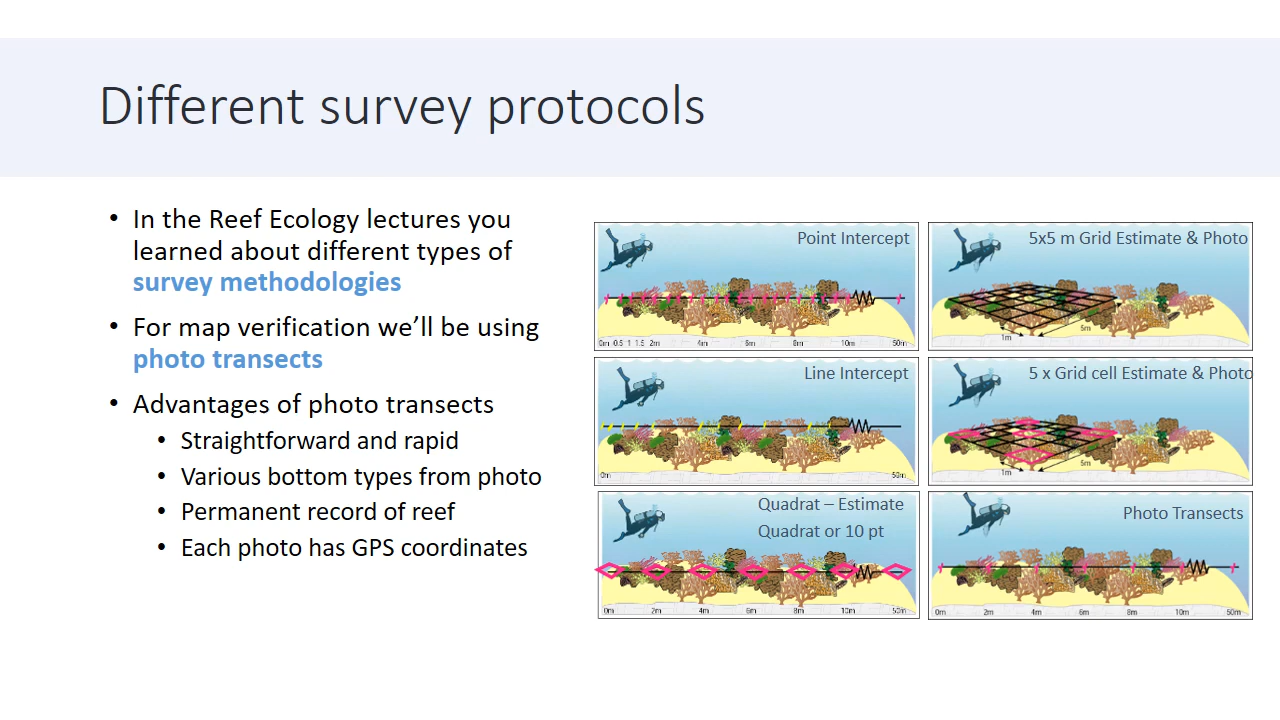 Different survey protocols
• In the Reef Ecology lectures you
learned about different types of
survey methodologies
• For map verification we’ll be using
photo transects
• Advantages of photo transects
• Straightforward and rapid
• Various bottom types from photo
• Permanent record of reef
• Each photo has GPS coordinates
Point Intercept
0m 0.5 1 1.5 2m 4m 6m 8m 10m 50m
5x5 m Grid Estimate & Photo
1m
5m
Line Intercept
0m 50m
5 x Grid cell Estimate & Photo
1m
5m
Quadrat – Estimate
Quadrat or 10 pt
0m 2m 4m 6m 8m 10m 50m
Photo Transects
0m 2m 4m 6m 8m 10m 50m